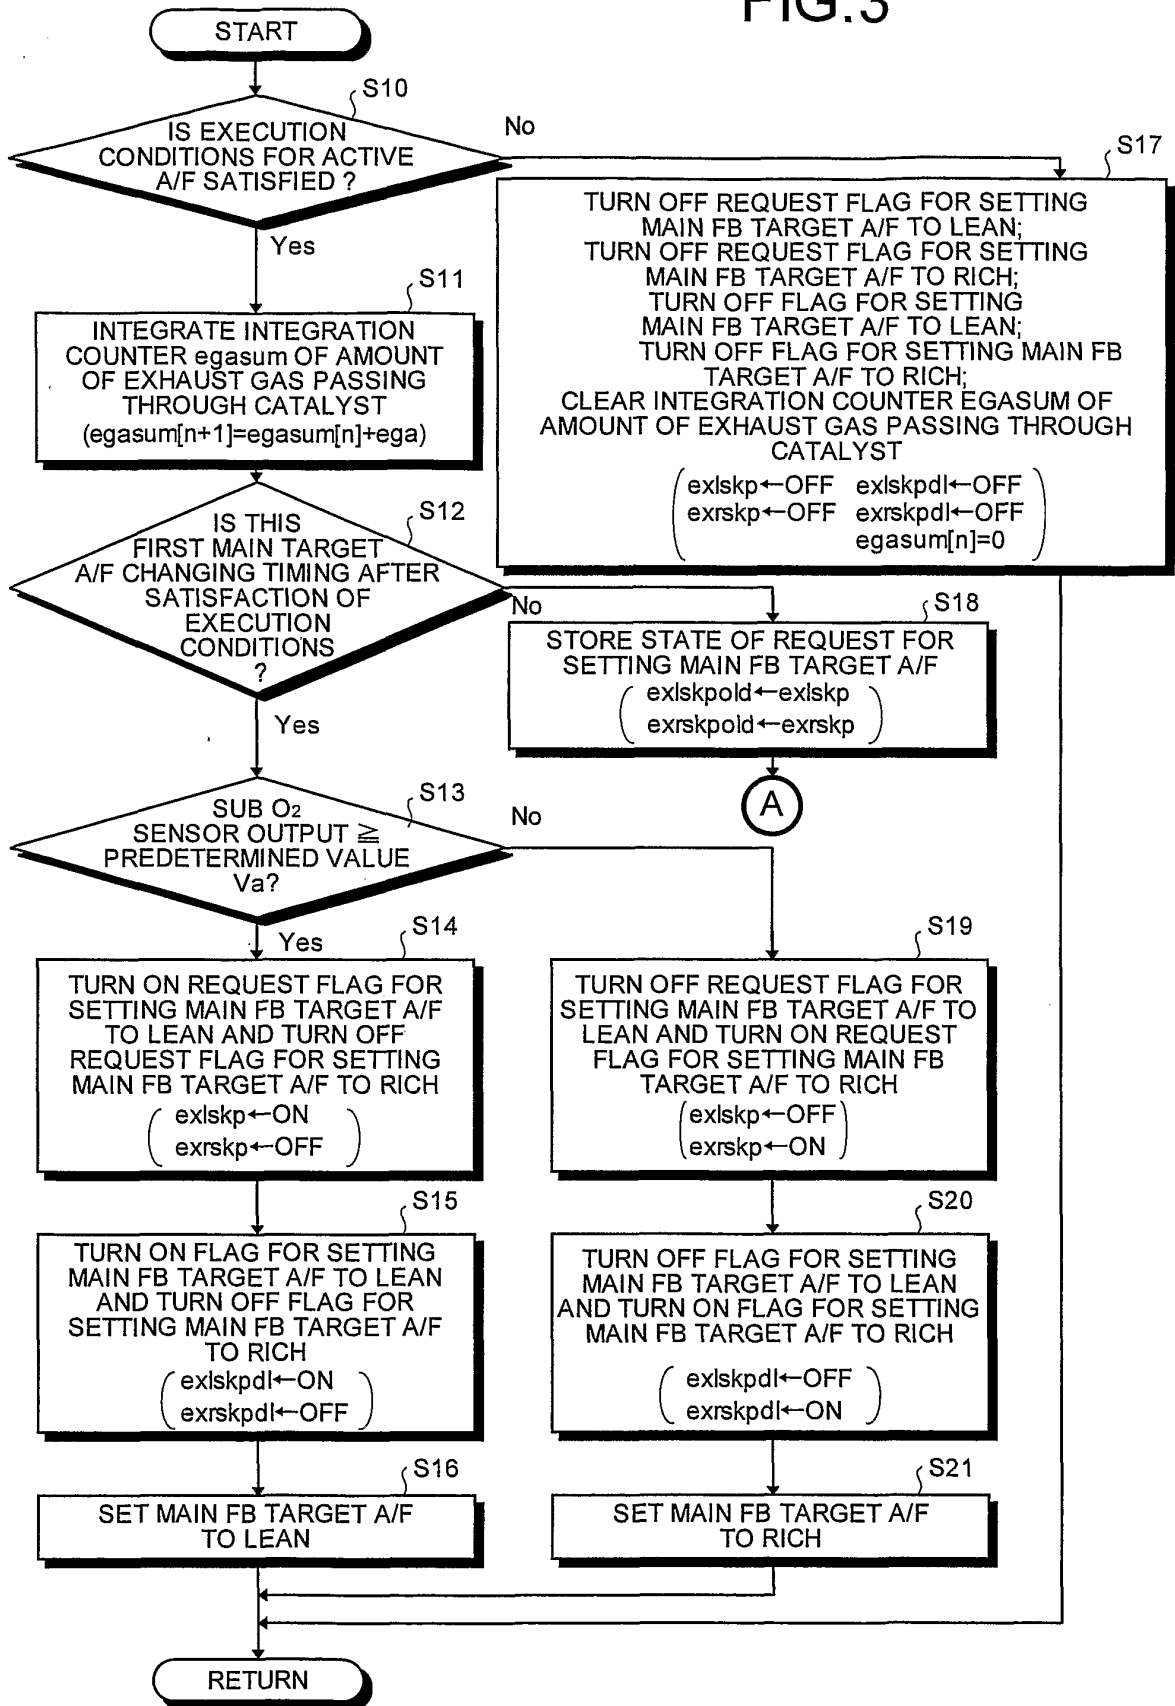 FIG.3
START
S10
IS EXECUTION
CONDITIONS FOR ACTIVE
A/F SATISFIED ?
No
Yes
S17
TURN OFF REQUEST FLAG FOR SETTING
MAIN FB TARGET A/F TO LEAN;
TURN OFF REQUEST FLAG FOR SETTING
MAIN FB TARGET A/F TO RICH;
TURN OFF FLAG FOR SETTING
MAIN FB TARGET A/F TO LEAN;
TURN OFF FLAG FOR SETTING MAIN FB
TARGET A/F TO RICH;
CLEAR INTEGRATION COUNTER EGASUM OF
AMOUNT OF EXHAUST GAS PASSING THROUGH
CATALYST
exlskp←OFF exlskpdl←OFF
exrskp←OFF exrskpdl←OFF
egasum[n]=0
S11
INTEGRATE INTEGRATION
COUNTER egasum OF AMOUNT
OF EXHAUST GAS PASSING
THROUGH CATALYST
(egasum[n+1]=egasum[n]+ega)
S12
IS THIS
FIRST MAIN TARGET
A/F CHANGING TIMING AFTER
SATISFACTION OF
EXECUTION
CONDITIONS
?
No
Yes
S18
STORE STATE OF REQUEST FOR
SETTING MAIN FB TARGET A/F
exlskpold←exlskp
exrskpold←exrskp
A
S13
SUB O2
SENSOR OUTPUT ≧
PREDETERMINED VALUE
Va?
No
Yes
S14
TURN ON REQUEST FLAG FOR
SETTING MAIN FB TARGET A/F
TO LEAN AND TURN OFF
REQUEST FLAG FOR SETTING
MAIN FB TARGET A/F TO RICH
exlskp←ON
exrskp←OFF
S19
TURN OFF REQUEST FLAG FOR
SETTING MAIN FB TARGET A/F TO
LEAN AND TURN ON REQUEST
FLAG FOR SETTING MAIN FB
TARGET A/F TO RICH
exlskp←OFF
exrskp←ON
S15
TURN ON FLAG FOR SETTING
MAIN FB TARGET A/F TO LEAN
AND TURN OFF FLAG FOR
SETTING MAIN FB TARGET A/F
TO RICH
exlskpdl←ON
exrskpdl←OFF
S20
TURN OFF FLAG FOR SETTING
MAIN FB TARGET A/F TO LEAN
AND TURN ON FLAG FOR SETTING
MAIN FB TARGET A/F TO RICH
exlskpdl←OFF
exrskpdl←ON
S16
SET MAIN FB TARGET A/F
TO LEAN
S21
SET MAIN FB TARGET A/F
TO RICH
RETURN